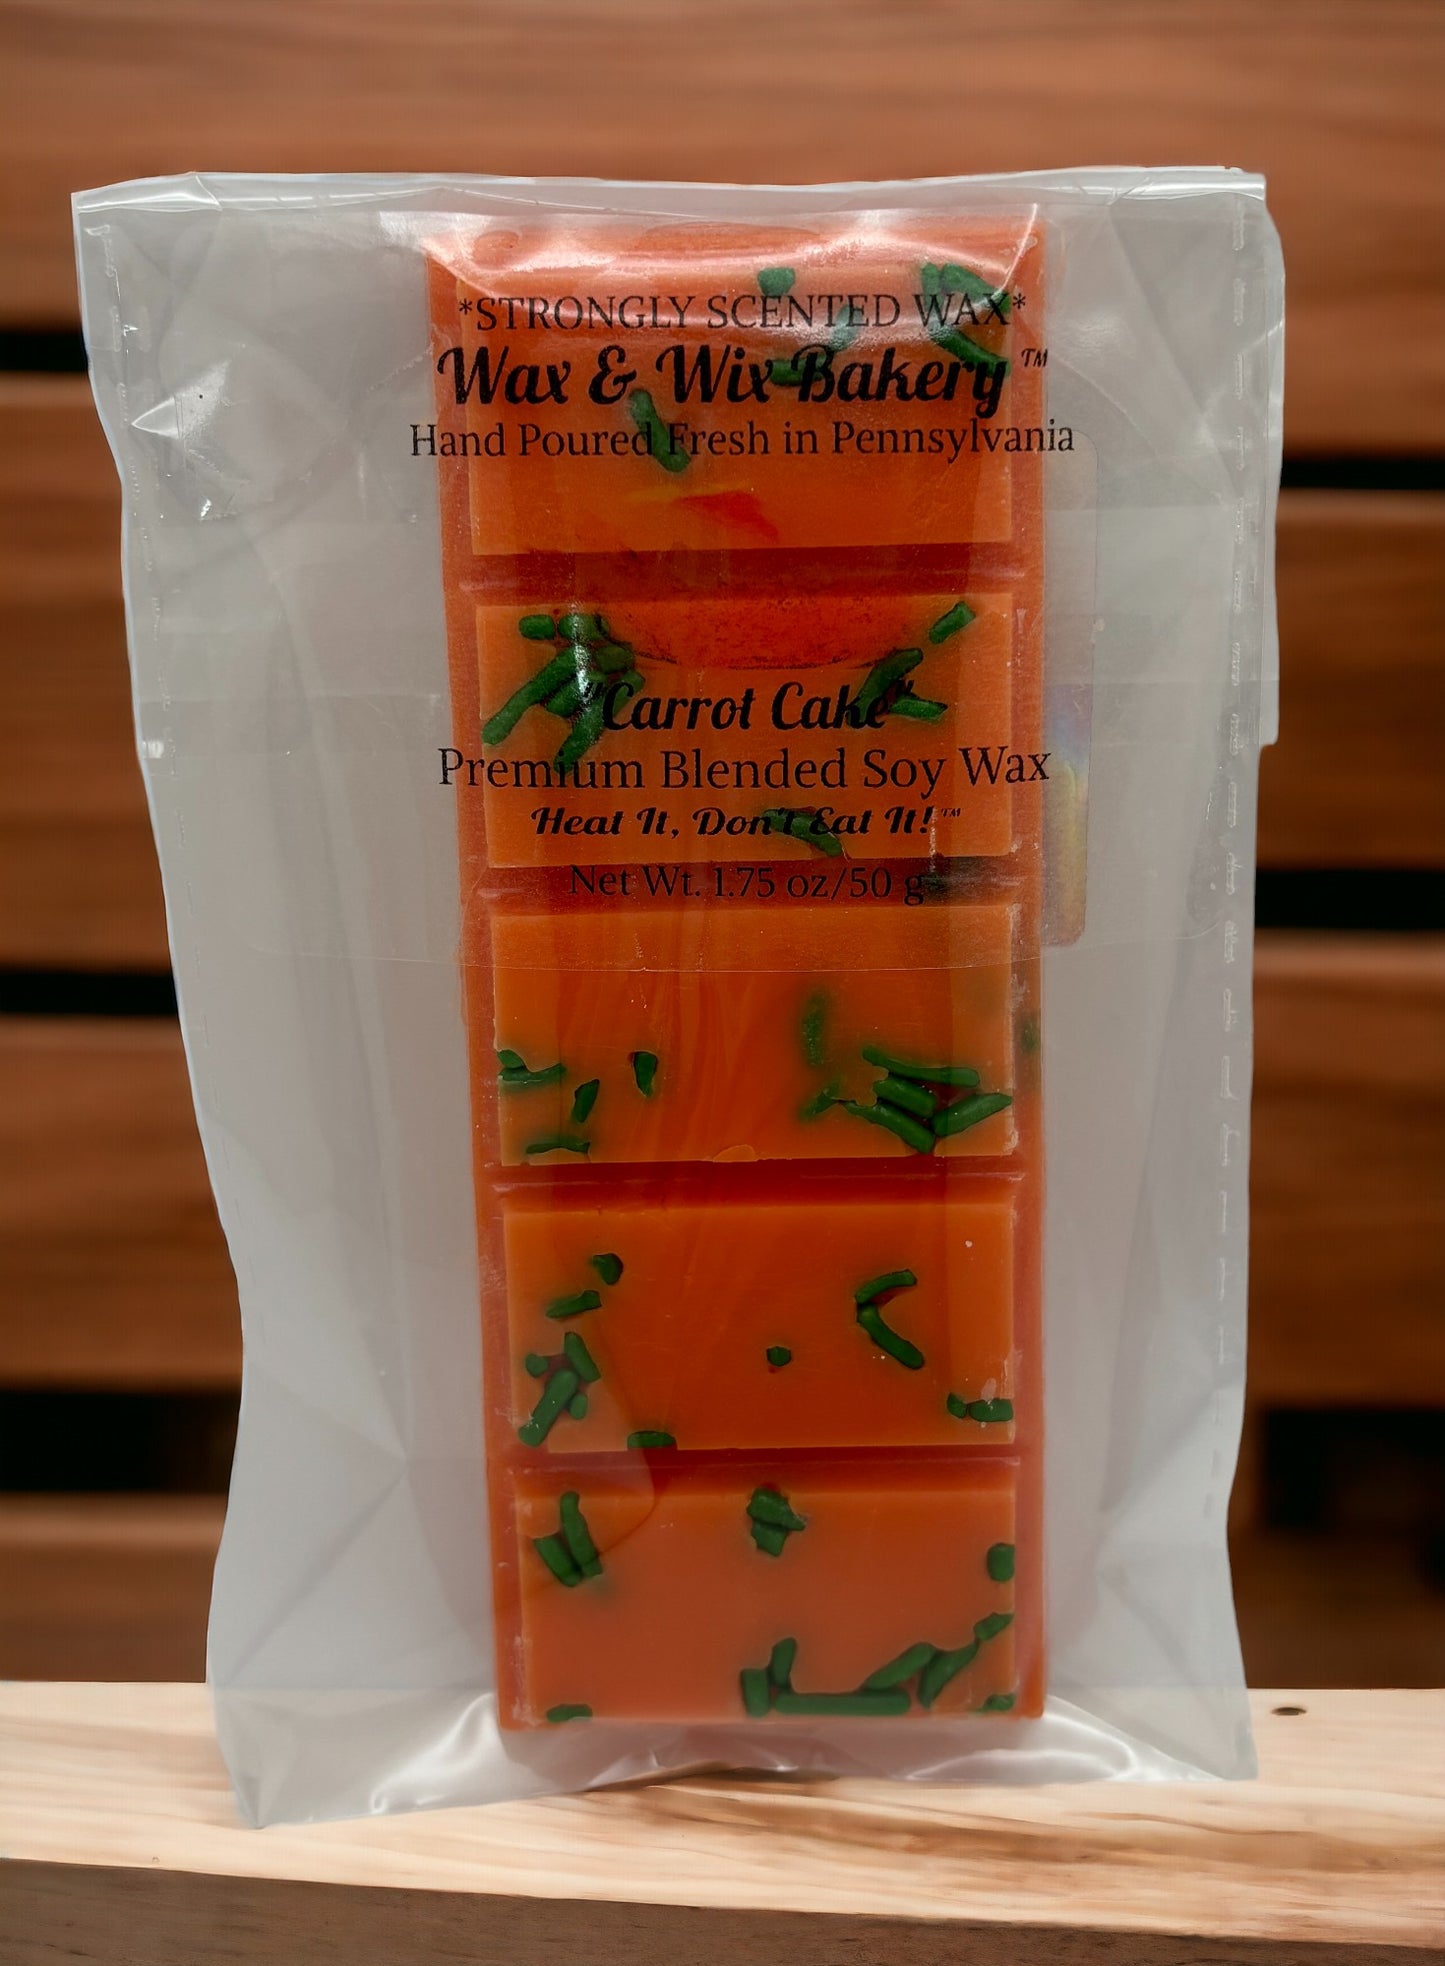 *STRONGLY SCENTED WAX*
Wax & Wix Bakery™
Hand Poured Fresh in Pennsylvania
"Carrot Cake"
Premium Blended Soy Wax
Heat It, Don't Eat It!™
Net Wt. 1.75 oz/50 g